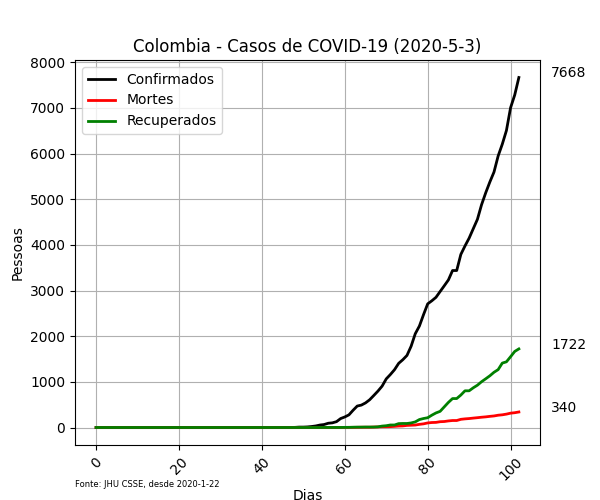 Colombia - Casos de COVID-19 (2020-5-3)
Confirmados
Mortes
Recuperados
8000
7000
6000
5000
4000
3000
2000
1000
0
Pessoas
7668
1722
340
0
20
40
60
80
100
Fonte: JHU CSSE, desde 2020-1-22
Dias